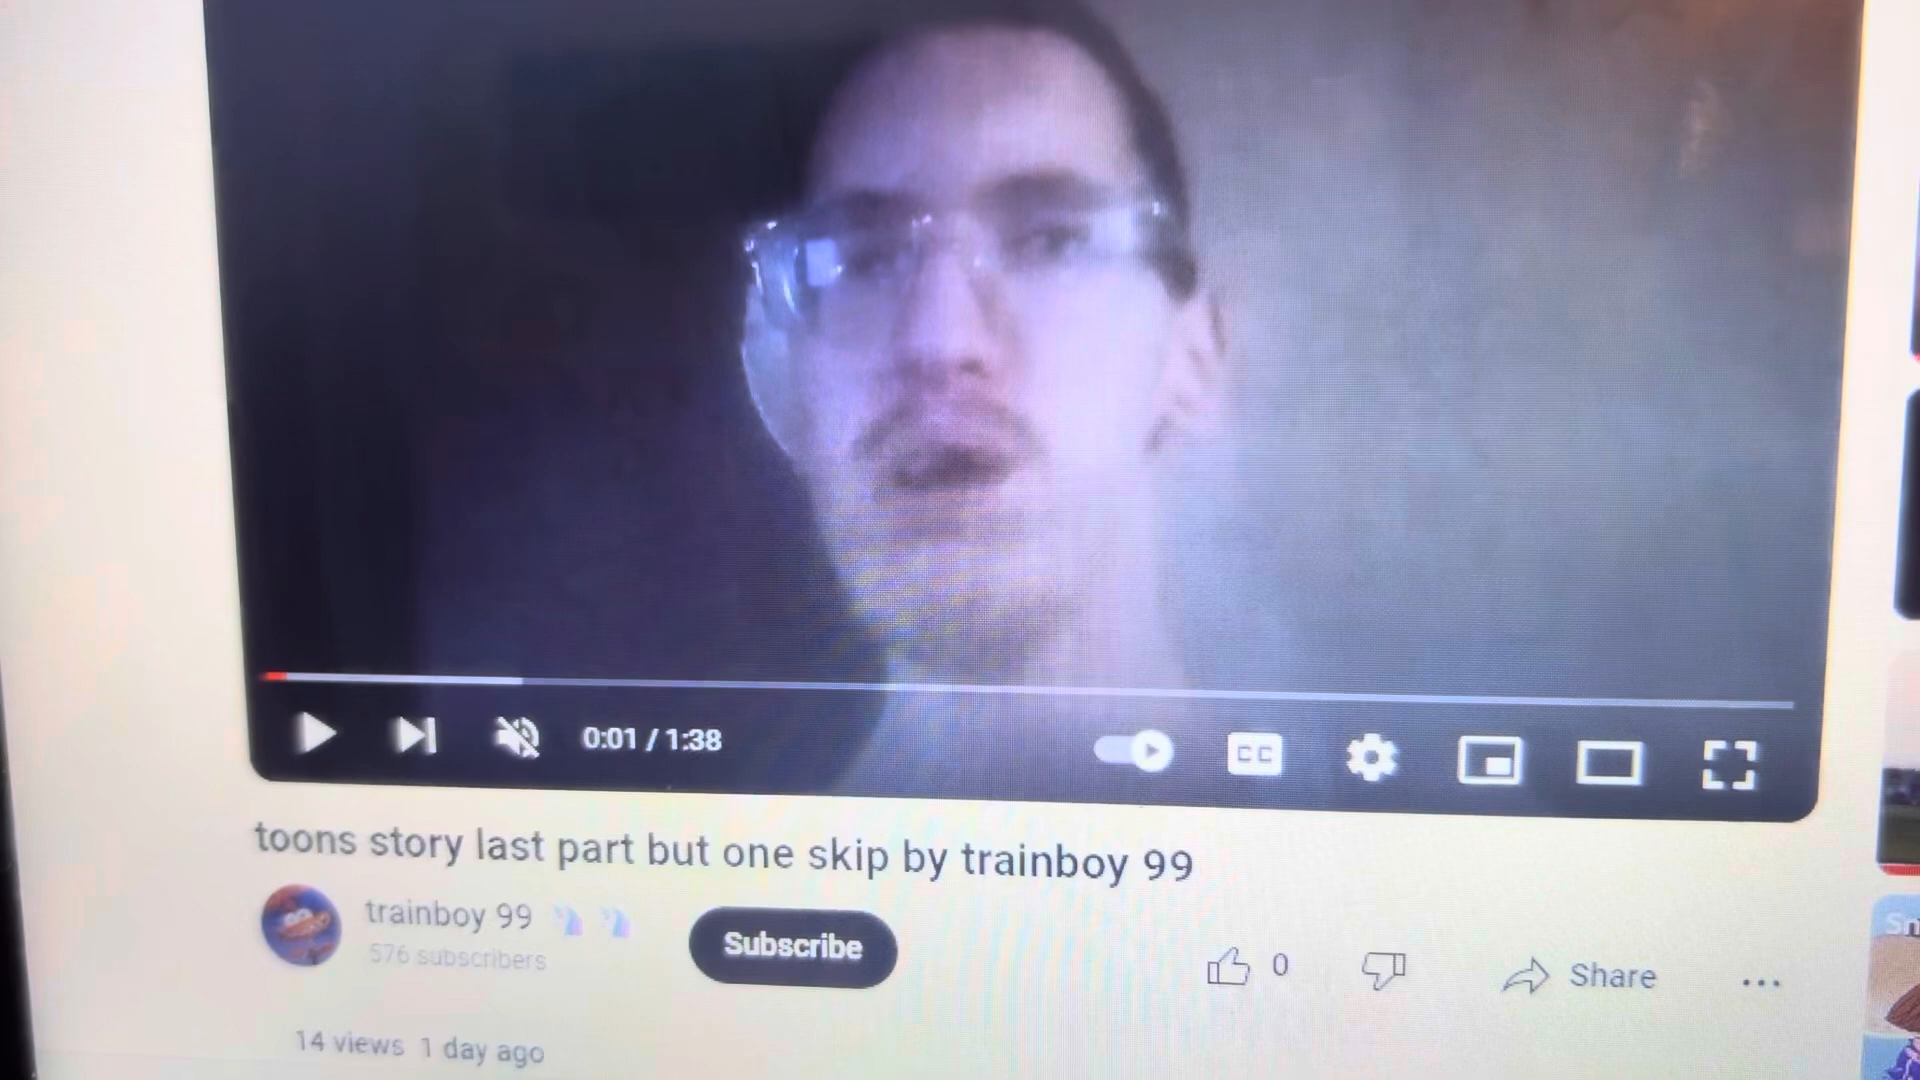 0:01 / 1:38
CC
toons story last part but one skip by trainboy 99
trainboy 99
576 subscribers
Subscribe
0
Share
14 views 1 day ago